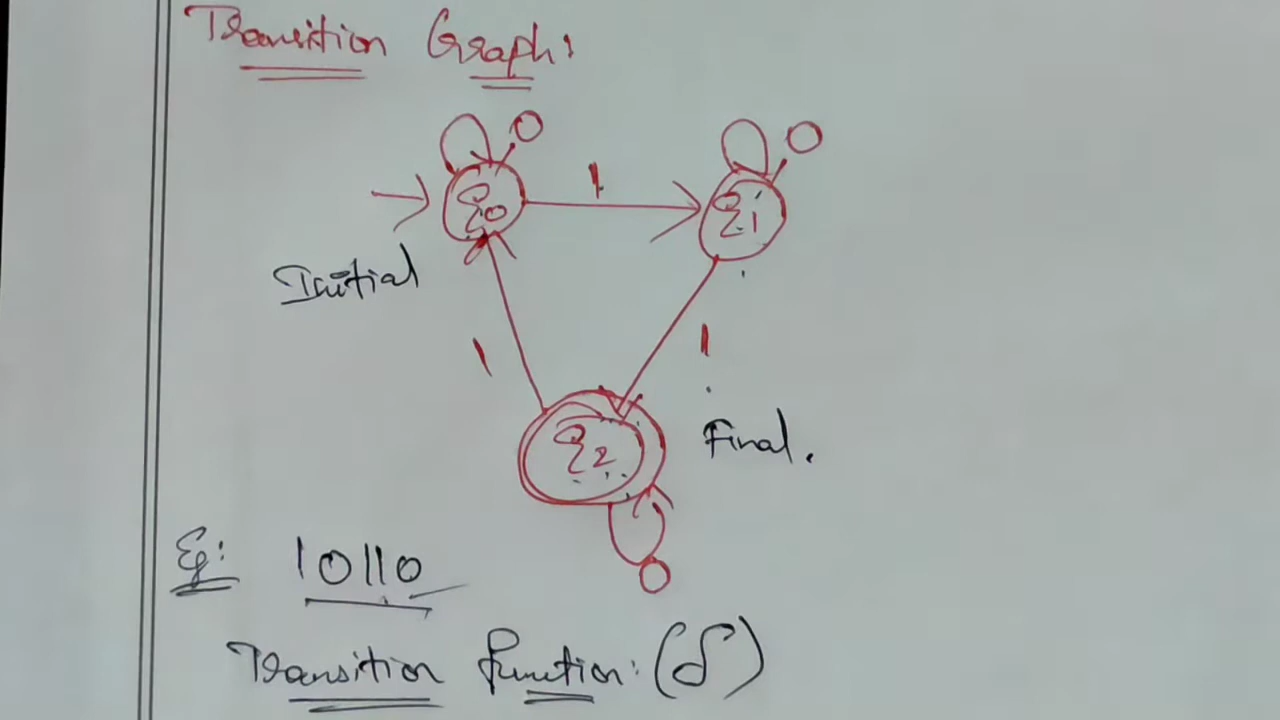 Transition Graph:
0 0
q0 1 q1
Initial
1 1
q2 Final.
0
Eg: 10110
Transition function: (δ)